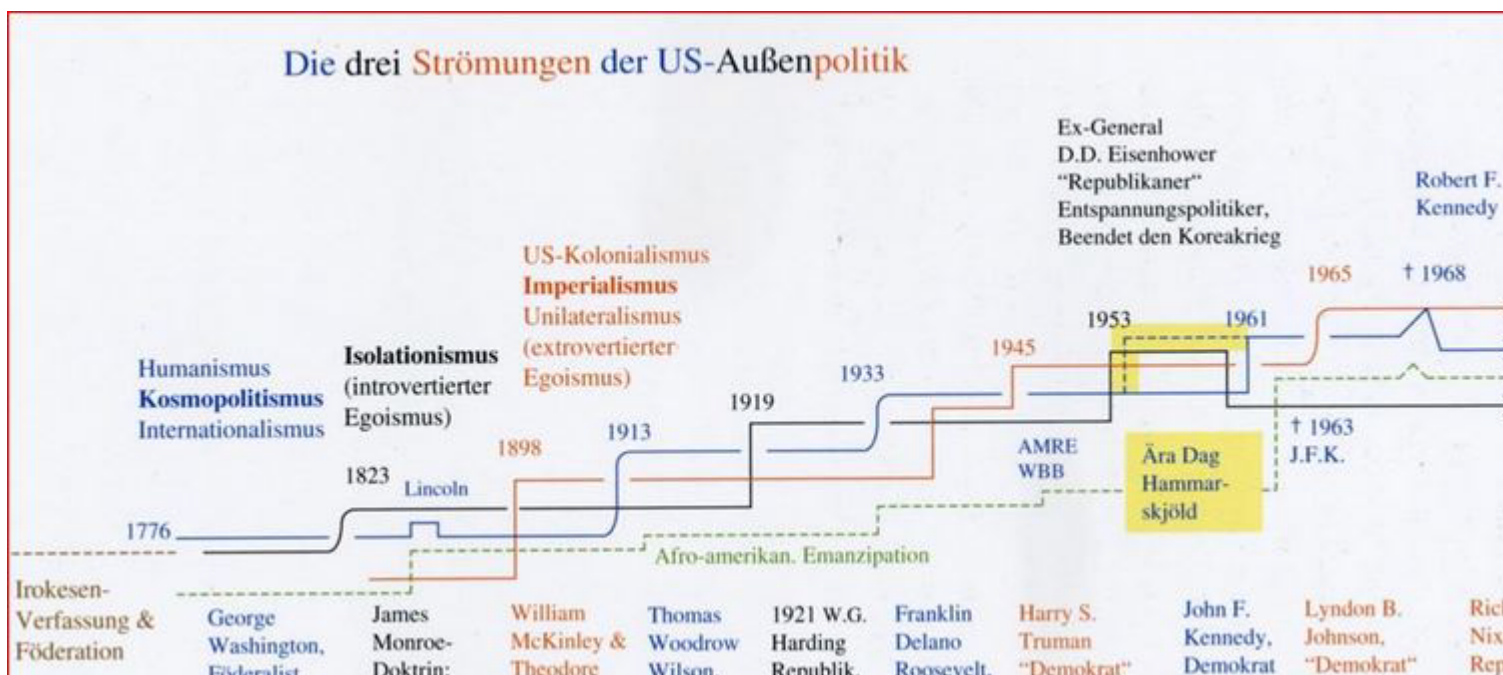 Die drei Strömungen der US-Außenpolitik
Ex-General
D.D. Eisenhower
“Republikaner“
Entspannungspolitiker,
Beendet den Koreakrieg
Robert F.
Kennedy
US-Kolonialismus
Imperialismus
Unilateralismus
(extrovertierter
Egoismus)
1965
† 1968
1953
1961
1945
Humanismus
Kosmopolitismus
Internationalismus
Isolationismus
(introvertierter
Egoismus)
1933
1919
1913
1898
1823
Lincoln
1776
AMRE
WBB
Ära Dag
Hammar-
skjöld
† 1963
J.F.K.
Afro-amerikan. Emanzipation
Irokesen-
Verfassung &
Föderation
George
Washington,
Föderalist
James
Monroe-
Doktrin:
William
McKinley &
Theodore
Thomas
Woodrow
Wilson,
1921 W.G.
Harding
Republik.
Franklin
Delano
Roosevelt,
Harry S.
Truman
“Demokrat“
John F.
Kennedy,
Demokrat
Lyndon B.
Johnson,
“Demokrat“
Ric
Nix
Rep